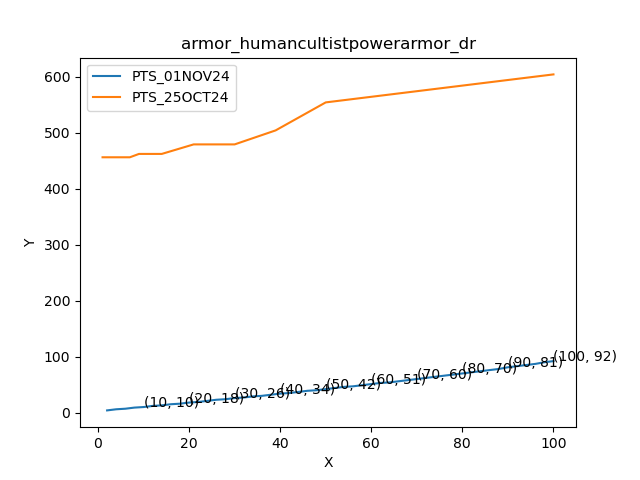 armor_humancultistpowerarmor_dr
PTS_01NOV24
PTS_25OCT24
600
500
400
300
200
100
0
Y
(10, 10)
(20, 18)
(30, 26)
(40, 34)
(50, 42)
(60, 51)
(70, 60)
(80, 70)
(90, 81)
(100, 92)
0 20 40 60 80 100
X